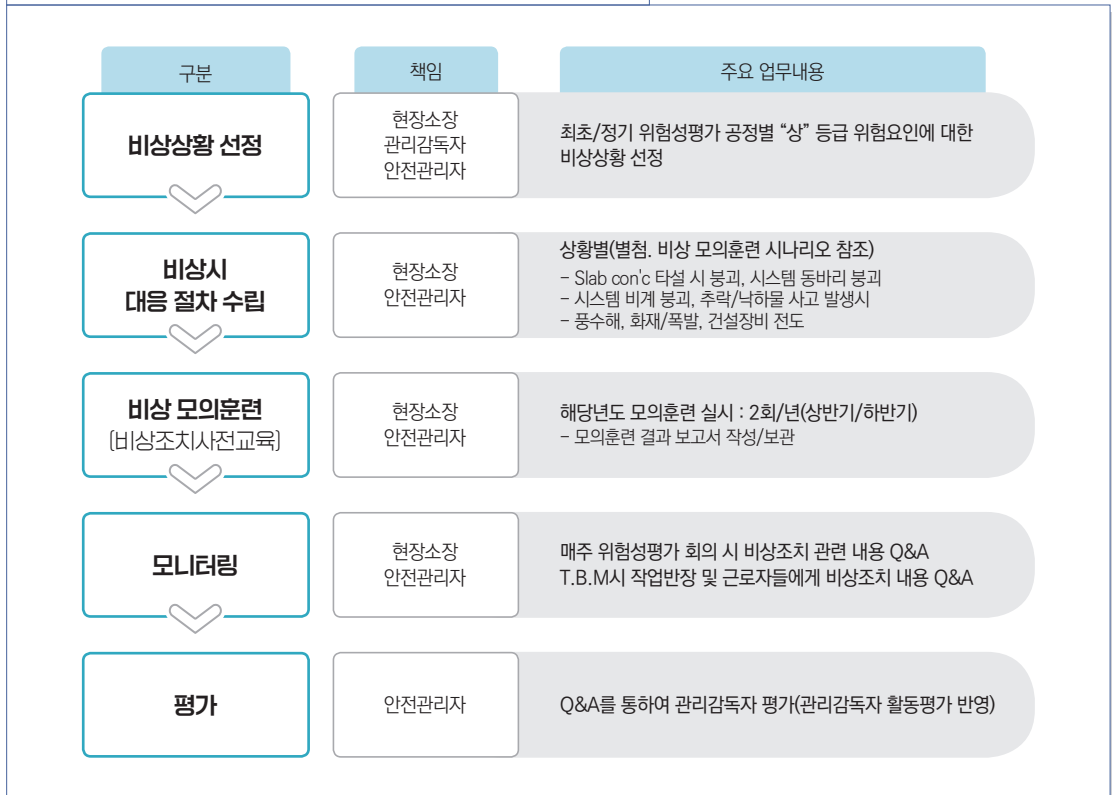 구분
책임
주요 업무내용
비상상황 선정
현장소장
관리감독자
안전관리자
최초/정기 위험성평가 공정별 “상” 등급 위험요인에 대한
비상상황 선정
비상시
대응 절차 수립
현장소장
안전관리자
상황별(별첨. 비상 모의훈련 시나리오 참조)
- Slab con'c 타설 시 붕괴, 시스템 동바리 붕괴
- 시스템 비계 붕괴, 추락/낙하물 사고 발생시
- 풍수해, 화재/폭발, 건설장비 전도
비상 모의훈련
(비상조치사전교육)
현장소장
안전관리자
해당년도 모의훈련 실시 : 2회/년(상반기/하반기)
- 모의훈련 결과 보고서 작성/보관
모니터링
현장소장
안전관리자
매주 위험성평가 회의 시 비상조치 관련 내용 Q&A
T.B.M시 작업반장 및 근로자들에게 비상조치 내용 Q&A
평가
안전관리자
Q&A를 통하여 관리감독자 평가(관리감독자 활동평가 반영)